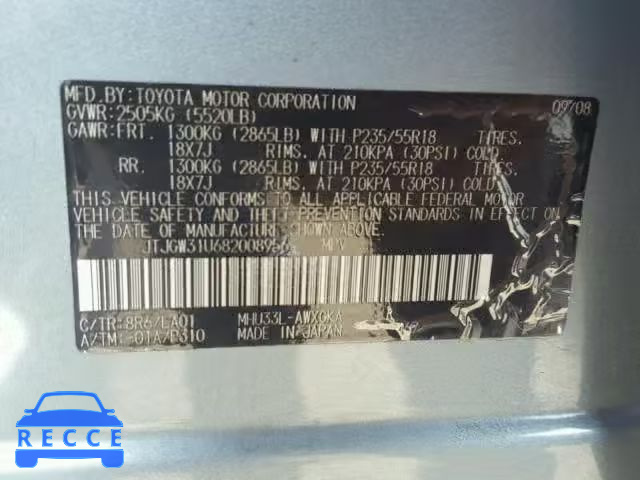 MFD.BY: TOYOTA MOTOR CORPORATION 09/08
GVWR: 2505KG (5520LB)
GAWR: FRT. 1300KG (2865LB) WITH P235/55R18 TIRES.
18X7J RIMS. AT 210KPA (30PSI) COLD
RR. 1300KG (2865LB) WITH P235/55R18 TIRES.
18X7J RIMS. AT 210KPA (30PSI) COLD
THIS VEHICLE CONFORMS TO ALL APPLICABLE FEDERAL MOTOR
VEHICLE SAFETY AND THEFT PREVENTION STANDARDS IN EFFECT ON
THE DATE OF MANUFACTURE SHOWN ABOVE.
MPV
C/TR: 8R6/LA01 MHU33L-AWXGKA
A/TM: -01A/P310 MADE IN JAPAN
RECCE